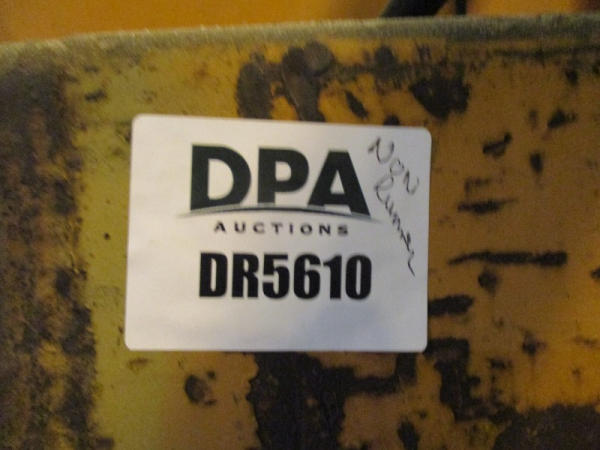 DPA
AUCTIONS
DR5610
Non
Runner